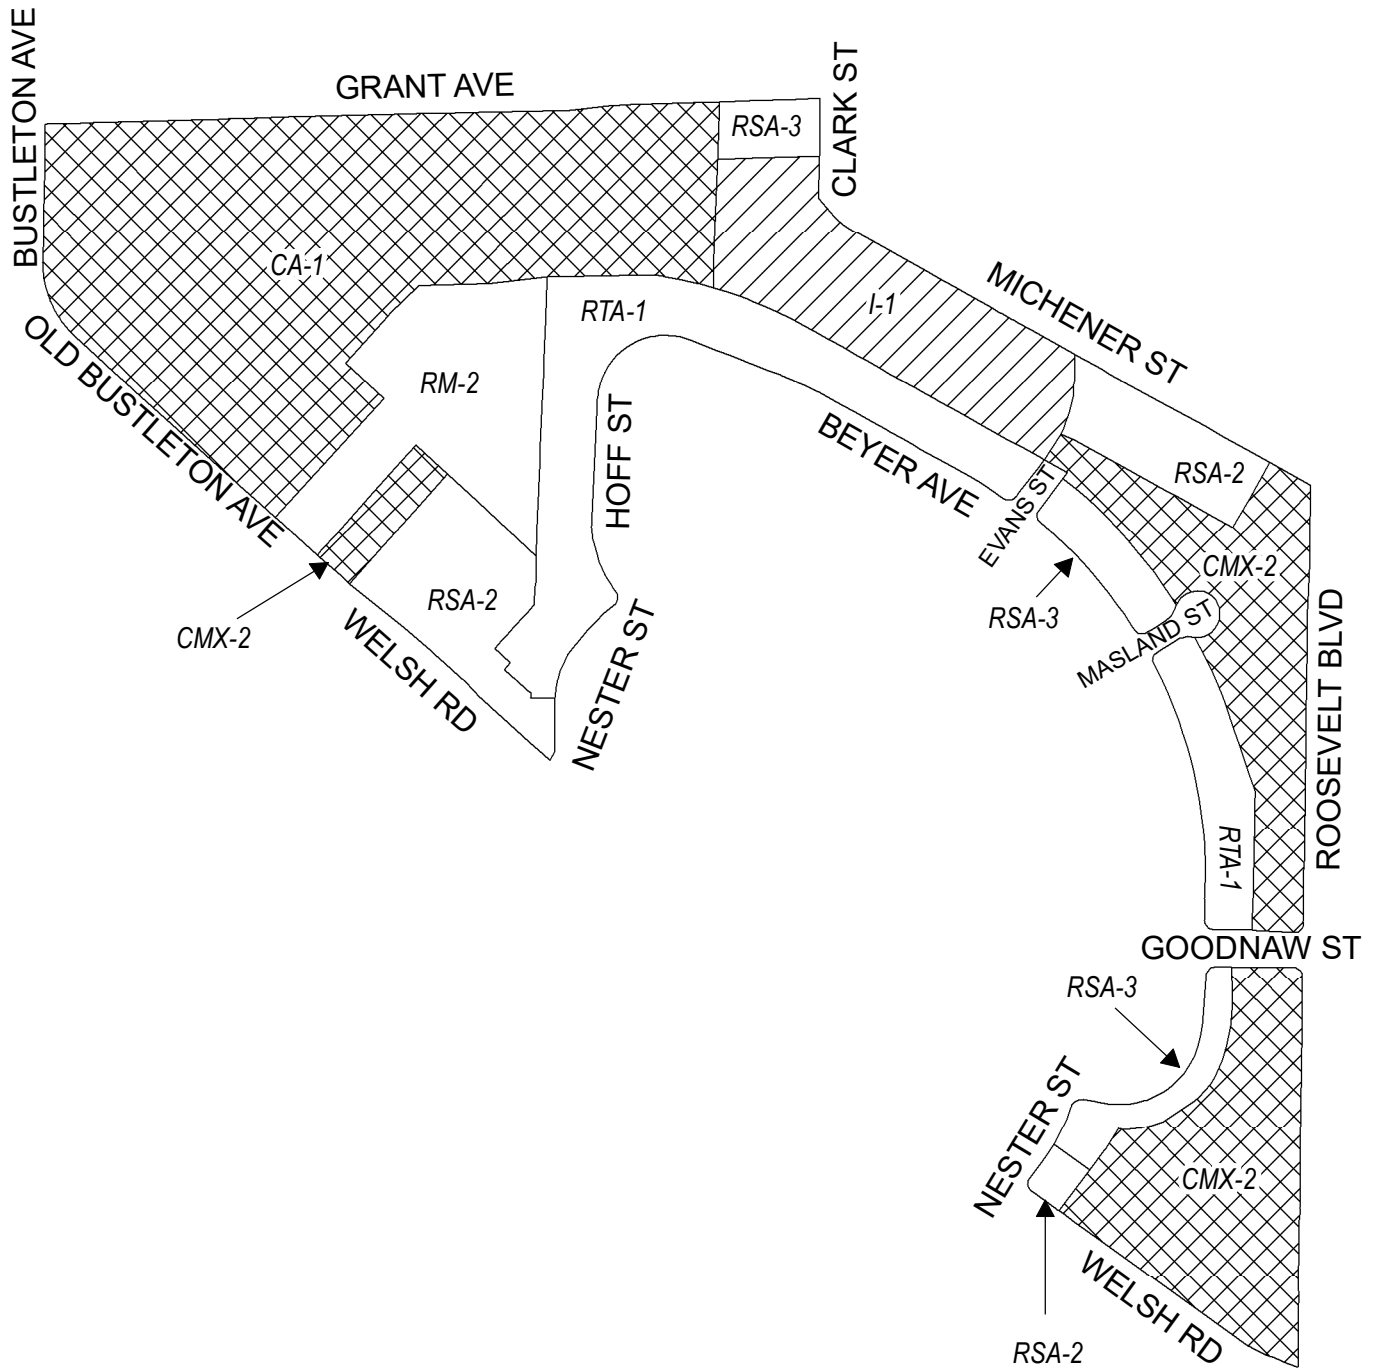 BUSTLETON AVE
GRANT AVE
CLARK ST
RSA-3
CA-1
MICHENER ST
I-1
RTA-1
OLD BUSTLETON AVE
RM-2
HOFF ST
BEYER AVE
RSA-2
EVANS ST
CMX-2
RSA-2
RSA-3
CMX-2
WELSH RD
NESTER ST
MASLAND ST
ROOSEVELT BLVD
RTA-1
GOODNAW ST
RSA-3
NESTER ST
CMX-2
WELSH RD
RSA-2